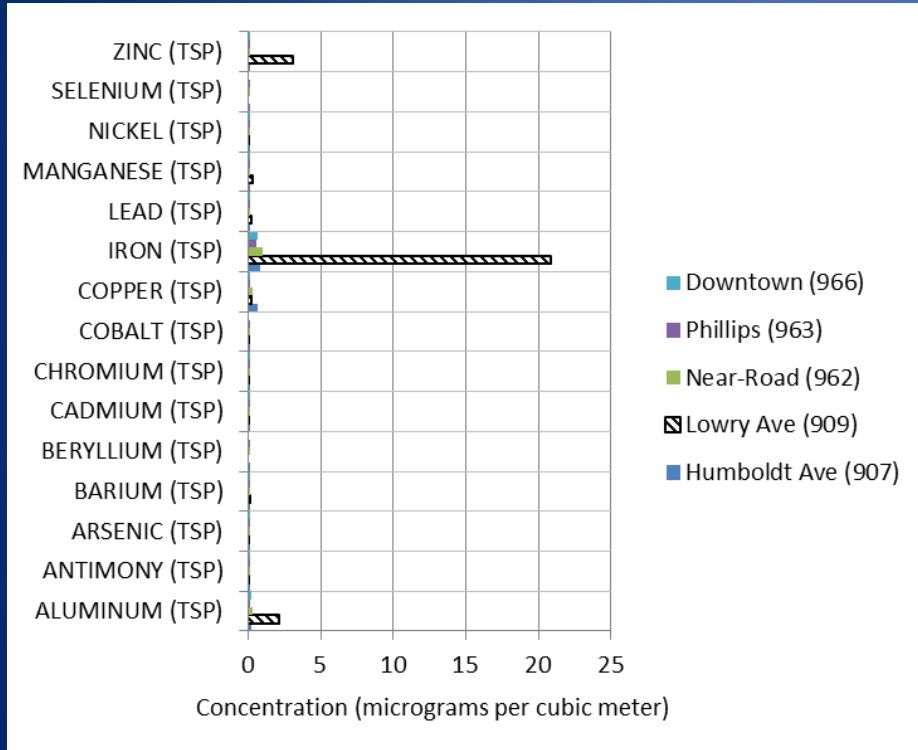 ZINC (TSP)
SELENIUM (TSP)
NICKEL (TSP)
MANGANESE (TSP)
LEAD (TSP)
IRON (TSP)
COPPER (TSP)
COBALT (TSP)
CHROMIUM (TSP)
CADMIUM (TSP)
BERYLLIUM (TSP)
BARIUM (TSP)
ARSENIC (TSP)
ANTIMONY (TSP)
ALUMINUM (TSP)
0 5 10 15 20 25
Concentration (micrograms per cubic meter)
Downtown (966)
Phillips (963)
Near-Road (962)
Lowry Ave (909)
Humboldt Ave (907)